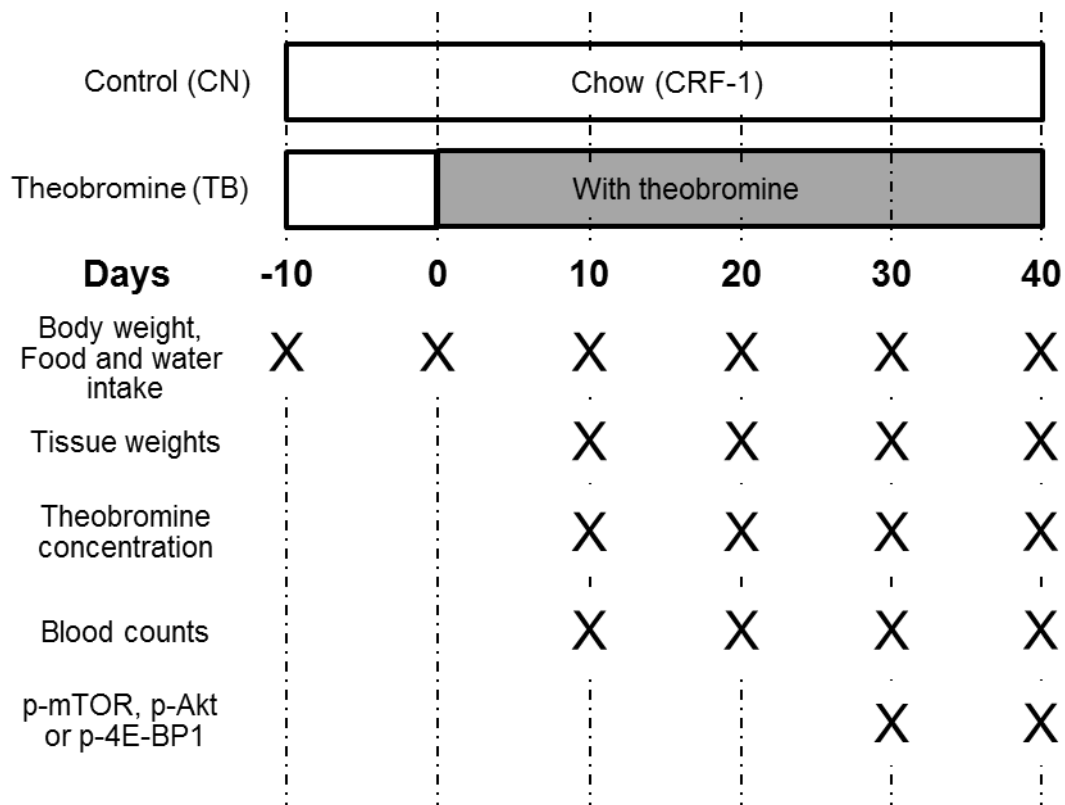 Control (CN) Chow (CRF-1)
Theobromine (TB) With theobromine
Days -10 0 10 20 30 40
Body weight,
Food and water
intake
X X X X X X
Tissue weights X X X X
Theobromine
concentration
X X X X
Blood counts X X X X
p-mTOR, p-Akt
or p-4E-BP1
X X